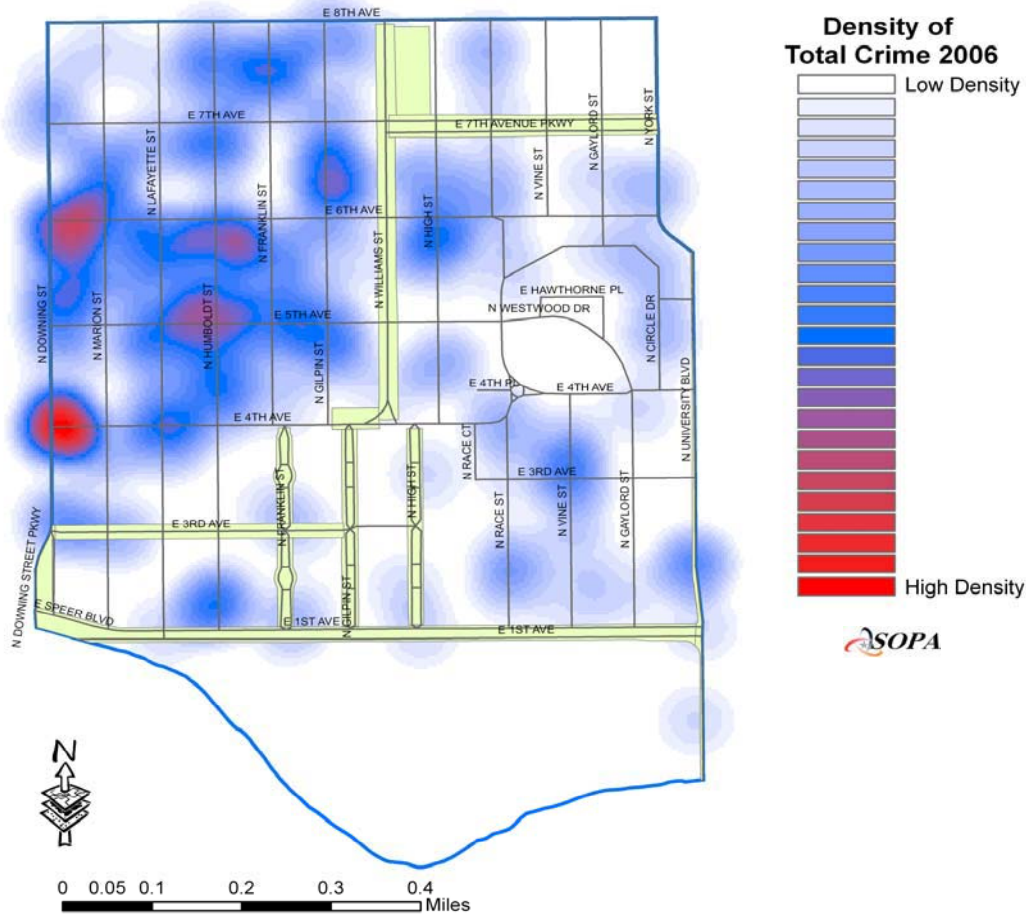 Density of
Total Crime 2006
Low Density
High Density
SOPA
E 8TH AVE
E 7TH AVE
E 7TH AVENUE PKWY
N LAFAYETTE ST
N FRANKLIN ST
N VINE ST
N GAYLORD ST
N YORK ST
E 6TH AVE
N HIGH ST
N WILLIAMS ST
E HAWTHORNE PL
N WESTWOOD DR
N CIRCLE DR
N DOWNING ST
N MARION ST
N HUMBOLDT ST
E 5TH AVE
N GILPIN ST
E 4TH PL
E 4TH AVE
N UNIVERSITY BLVD
E 4TH AVE
N RACE CT
E 3RD AVE
N FRANKLIN ST
N HIGH ST
N RACE ST
N VINE ST
N GAYLORD ST
E 3RD AVE
N DOWNING STREET PKWY
E SPEER BLVD
N GILPIN ST
E 1ST AVE
E 1ST AVE
N
0 0.05 0.1 0.2 0.3 0.4
Miles